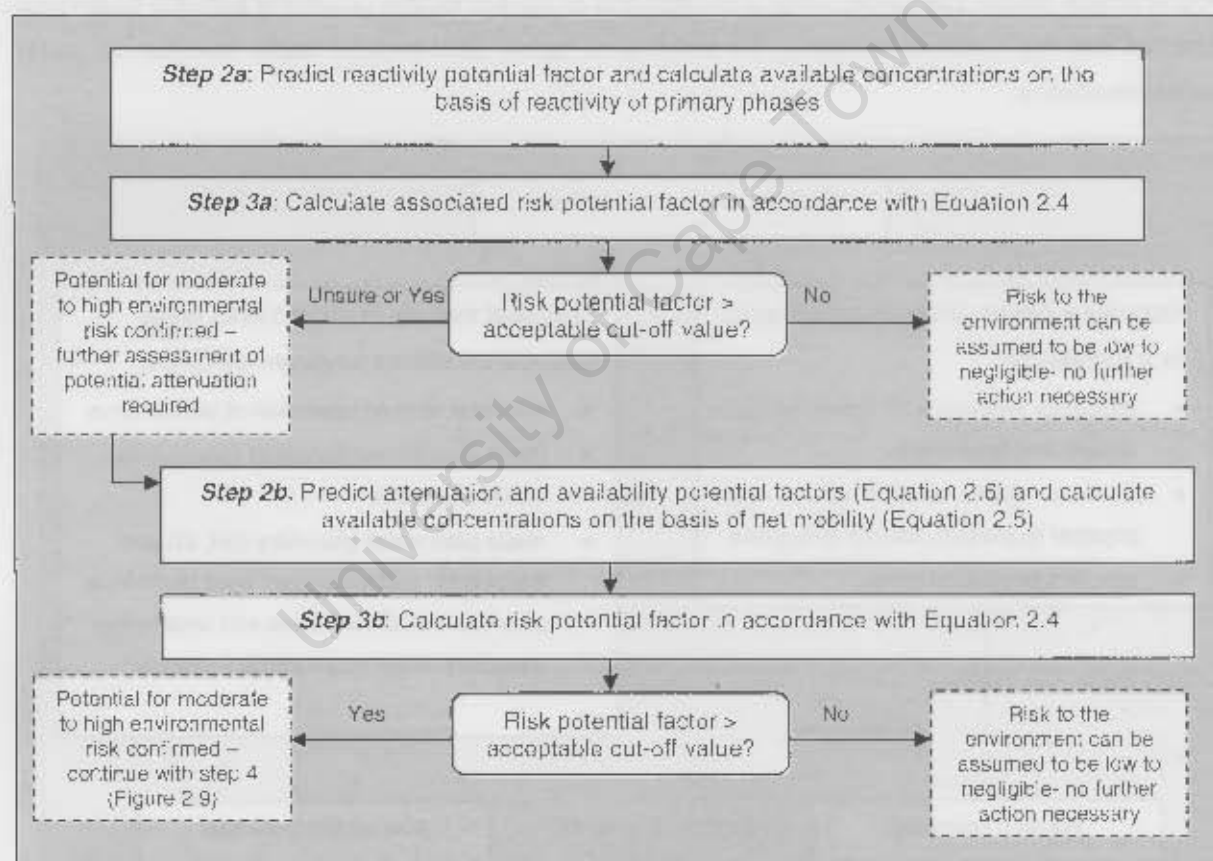 Step 2a: Predict reactivity potential factor and calculate available concentrations on the
basis of reactivity of primary phases
Step 3a: Calculate associated risk potential factor in accordance with Equation 2.4
Potential for moderate
to high environmental
risk confirmed –
further assessment of
potential attenuation
required
Unsure or Yes
Risk potential factor >
acceptable cut-off value?
No
Risk to the
environment can be
assumed to be low to
negligible- no further
action necessary
Step 2b. Predict attenuation and availability potential factors (Equation 2.6) and calculate
available concentrations on the basis of net mobility (Equation 2.5)
Step 3b: Calculate risk potential factor in accordance with Equation 2.4
Potential for moderate
to high environmental
risk confirmed –
continue with step 4
(Figure 2.9)
Yes
Risk potential factor >
acceptable cut-off value?
No
Risk to the
environment can be
assumed to be low to
negligible- no further
action necessary
University of Cape Town